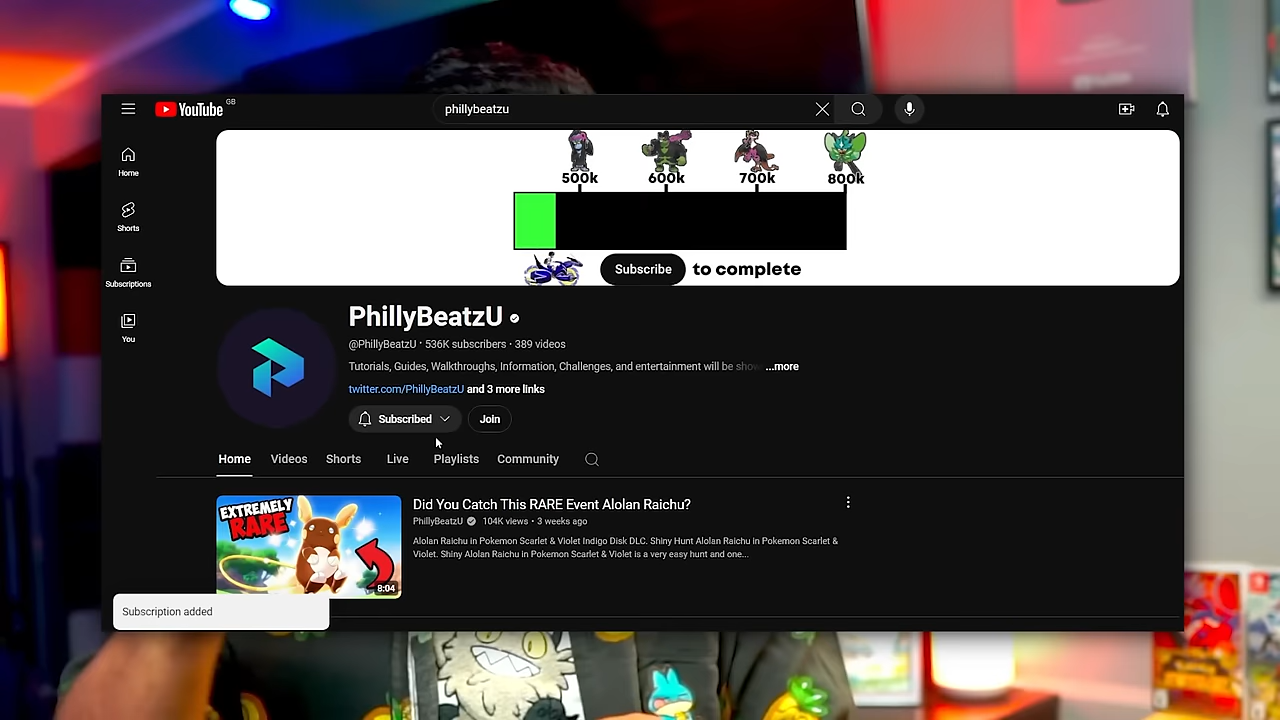 YouTube GB
phillybeatzu
Home
Shorts
Subscriptions
You
500k 600k 700k 800k
Subscribe to complete
PhillyBeatzU
@PhillyBeatzU · 536K subscribers · 389 videos
Tutorials, Guides, Walkthroughs, Information, Challenges, and entertainment will be show ...more
twitter.com/PhillyBeatzU and 3 more links
Subscribed Join
Home Videos Shorts Live Playlists Community
EXTREMELY
RARE
8:04
Did You Catch This RARE Event Alolan Raichu?
PhillyBeatzU 104K views · 3 weeks ago
Alolan Raichu in Pokemon Scarlet & Violet Indigo Disk DLC. Shiny Hunt Alolan Raichu in Pokemon Scarlet &
Violet. Shiny Alolan Raichu in Pokemon Scarlet & Violet is a very easy hunt and one...
Subscription added